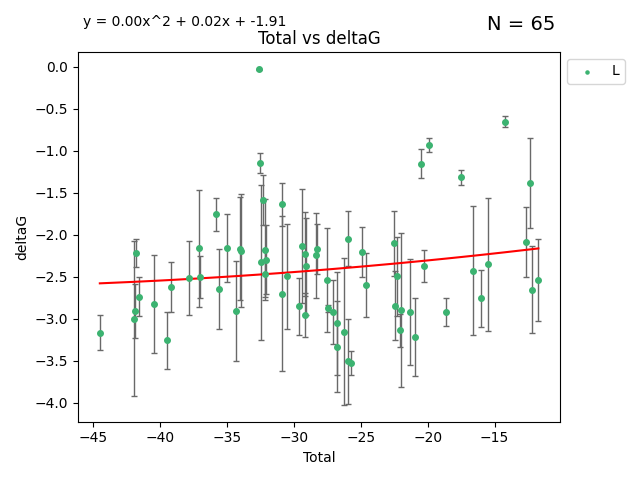 y = 0.00x^2 + 0.02x + -1.91
N = 65
Total vs deltaG
L
0.0
−0.5
−1.0
−1.5
−2.0
−2.5
−3.0
−3.5
−4.0
deltaG
−45 −40 −35 −30 −25 −20 −15
Total